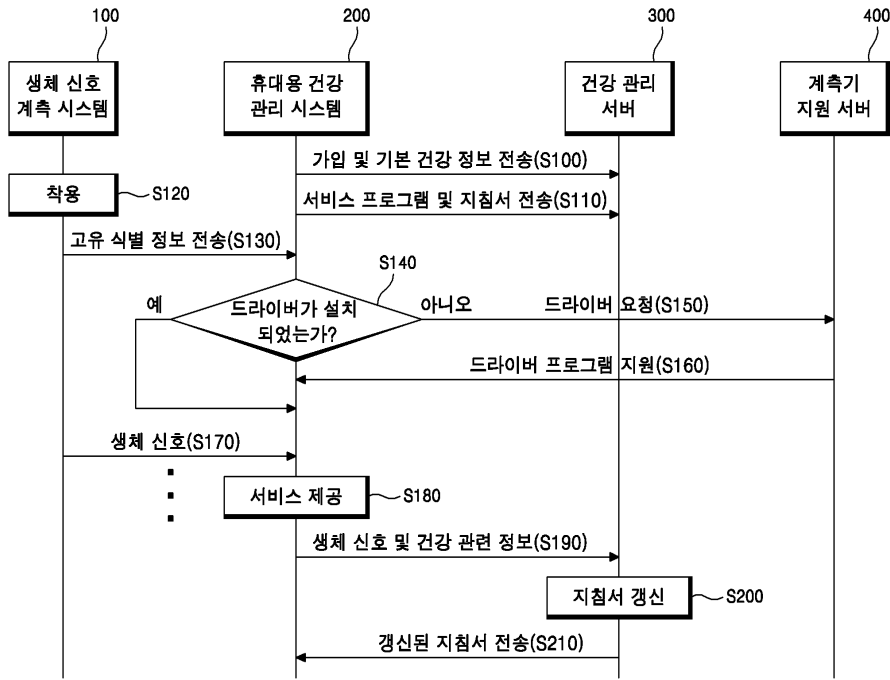 100
200
300
400
생체 신호
계측 시스템
휴대용 건강
관리 시스템
건강 관리
서버
계측기
지원 서버
가입 및 기본 건강 정보 전송(S100)
착용
S120
서비스 프로그램 및 지침서 전송(S110)
고유 식별 정보 전송(S130)
S140
예
드라이버가 설치
되었는가?
아니오
드라이버 요청(S150)
드라이버 프로그램 지원(S160)
생체 신호(S170)
서비스 제공
S180
생체 신호 및 건강 관련 정보(S190)
지침서 갱신
S200
갱신된 지침서 전송(S210)